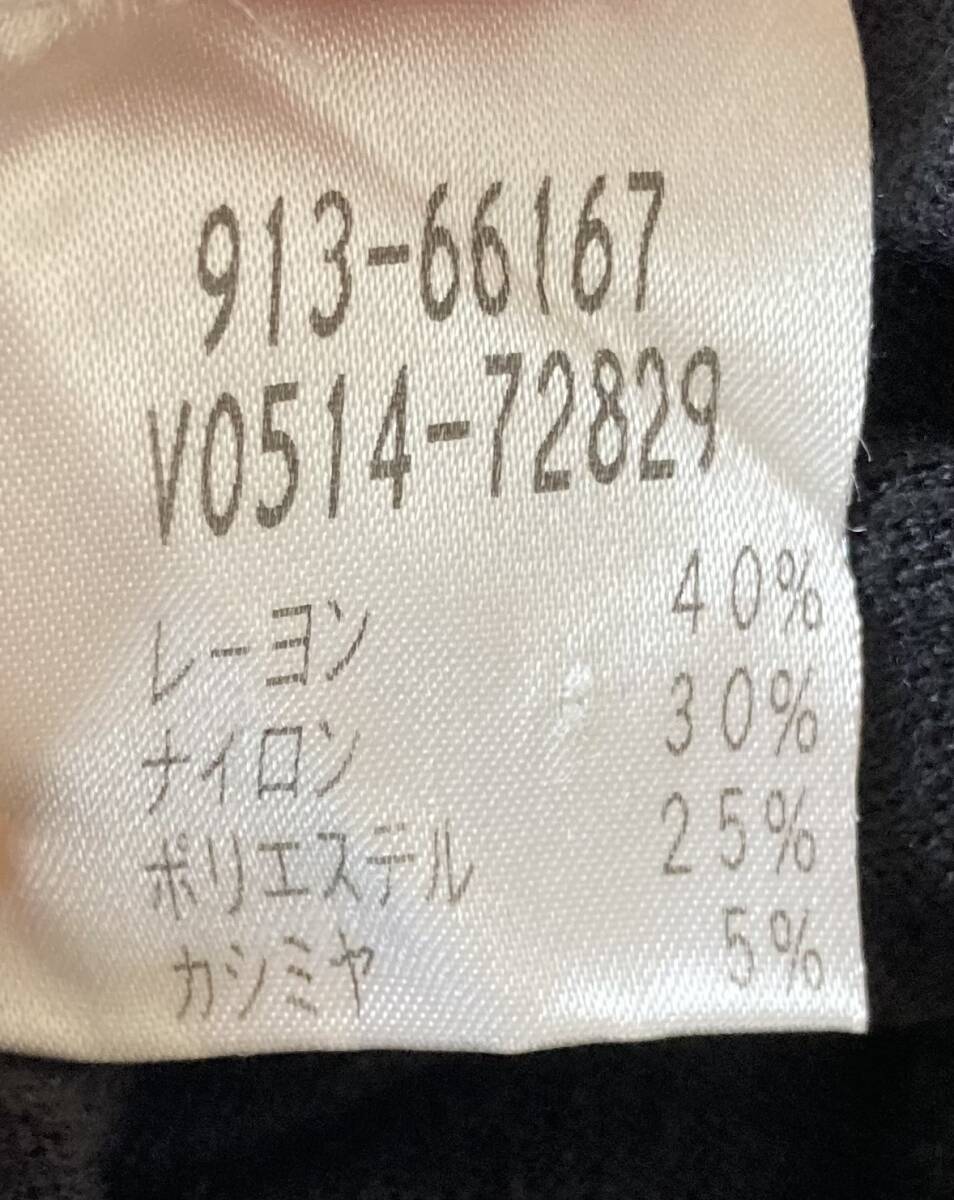 913-66167
V0514-72829
レーヨン 40%
ナイロン 30%
ポリエステル 25%
カシミヤ 5%